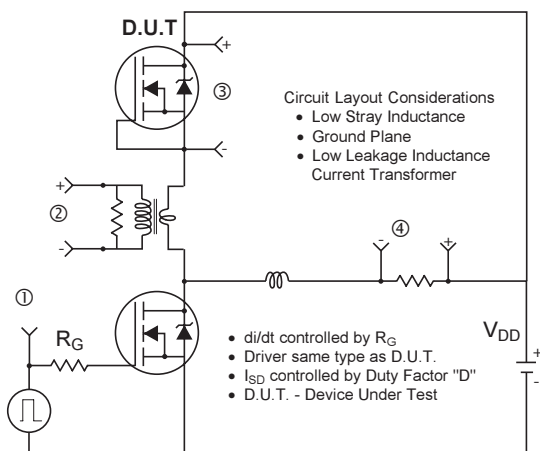 D.U.T
+
③
Circuit Layout Considerations
• Low Stray Inductance
• Ground Plane
• Low Leakage Inductance
Current Transformer
-
+
②
-
④
-
+
①
RG
VDD
+
-
• di/dt controlled by RG
• Driver same type as D.U.T.
• ISD controlled by Duty Factor "D"
• D.U.T. - Device Under Test